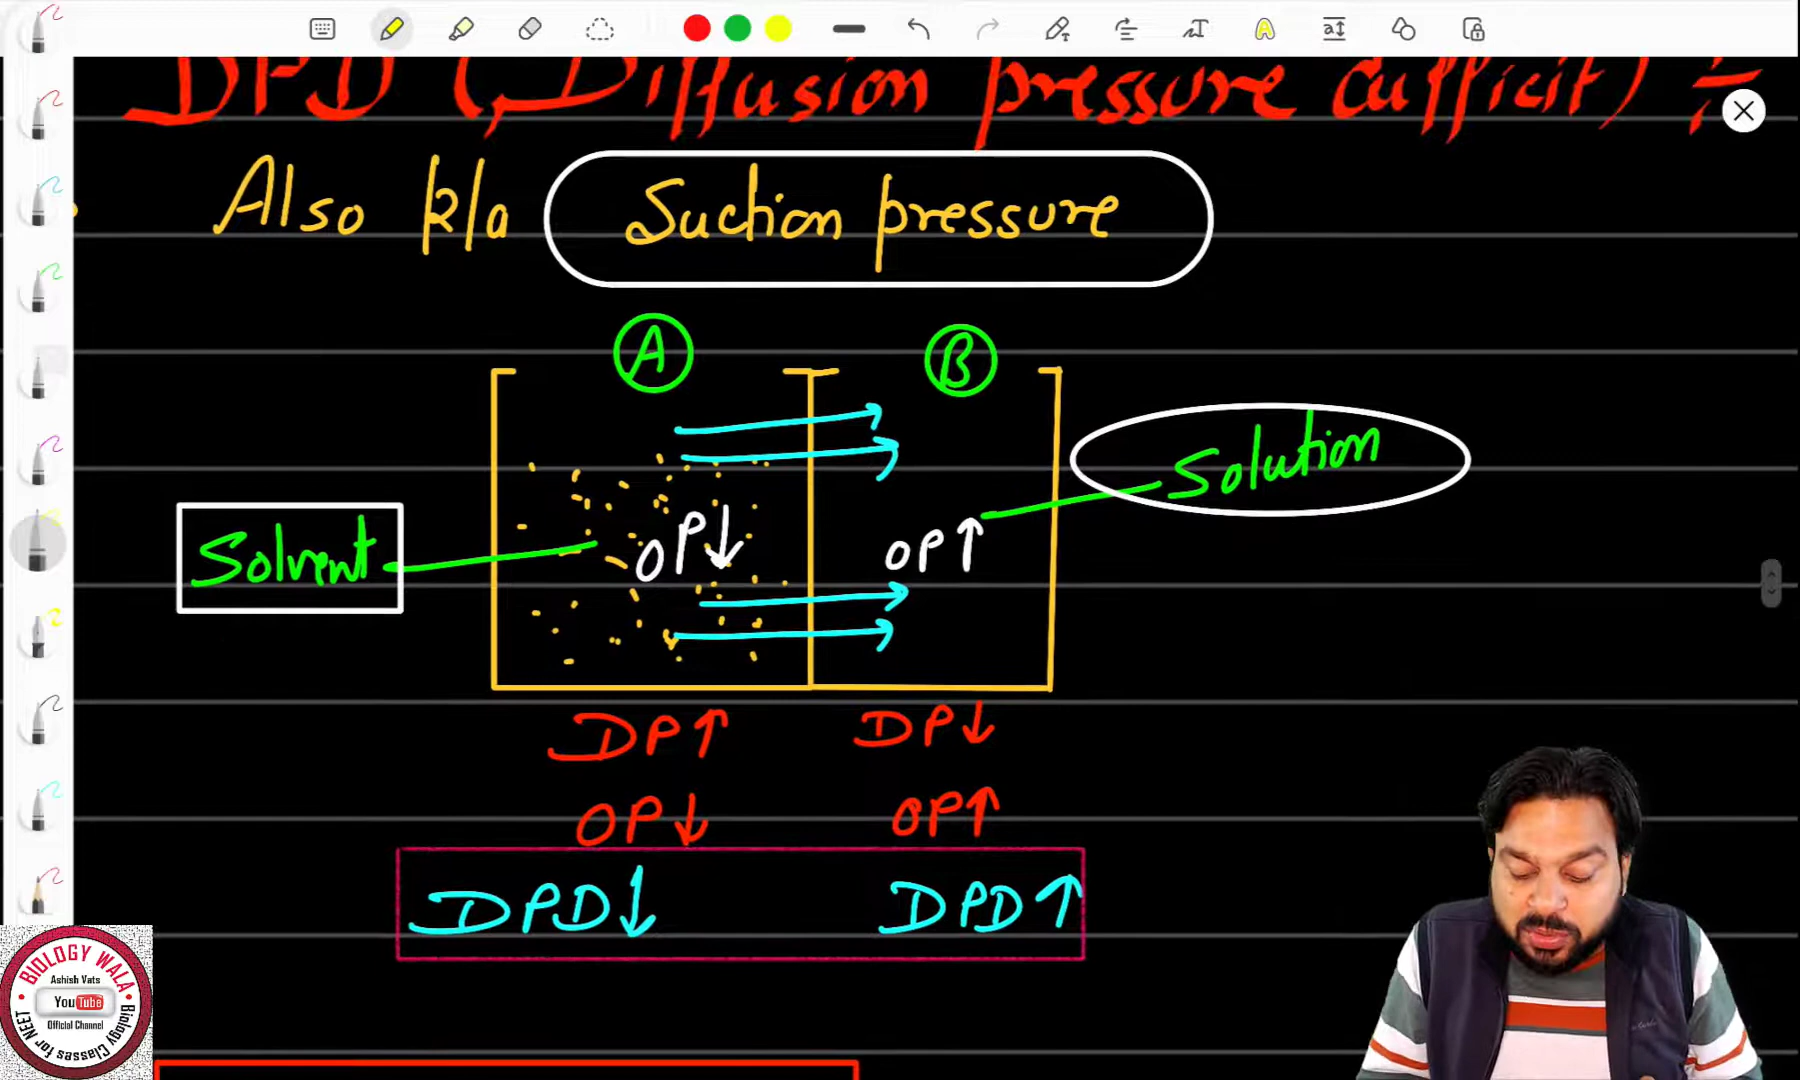 DPD (Diffusion pressure dufficit) ÷
Also k/a Suction pressure
A B
Solution
Solvent OP↓ OP↑
DP↑ DP↓
OP↓ OP↑
DPD↓ DPD↑
BIOLOGY WALA
Ashish Vats
YouTube
Official Channel
Biology Classes for NEET